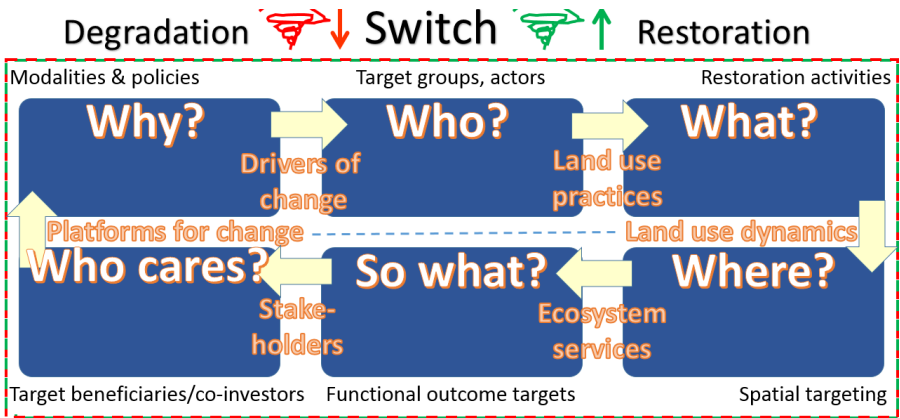 Degradation Switch Restoration
Modalities & policies
Target groups, actors
Restoration activities
Why?
Who?
What?
Drivers of
change
Land use
practices
Platforms for change
Land use dynamics
Who cares?
So what?
Where?
Stake-
holders
Ecosystem
services
Target beneficiaries/co-investors
Functional outcome targets
Spatial targeting